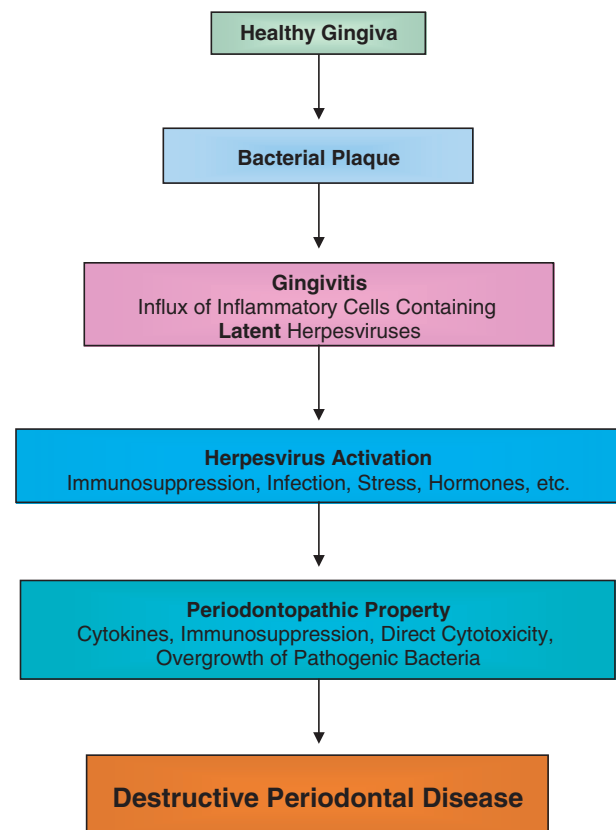 Healthy Gingiva
Bacterial Plaque
Gingivitis
Influx of Inflammatory Cells Containing
Latent Herpesviruses
Herpesvirus Activation
Immunosuppression, Infection, Stress, Hormones, etc.
Periodontopathic Property
Cytokines, Immunosuppression, Direct Cytotoxicity,
Overgrowth of Pathogenic Bacteria
Destructive Periodontal Disease